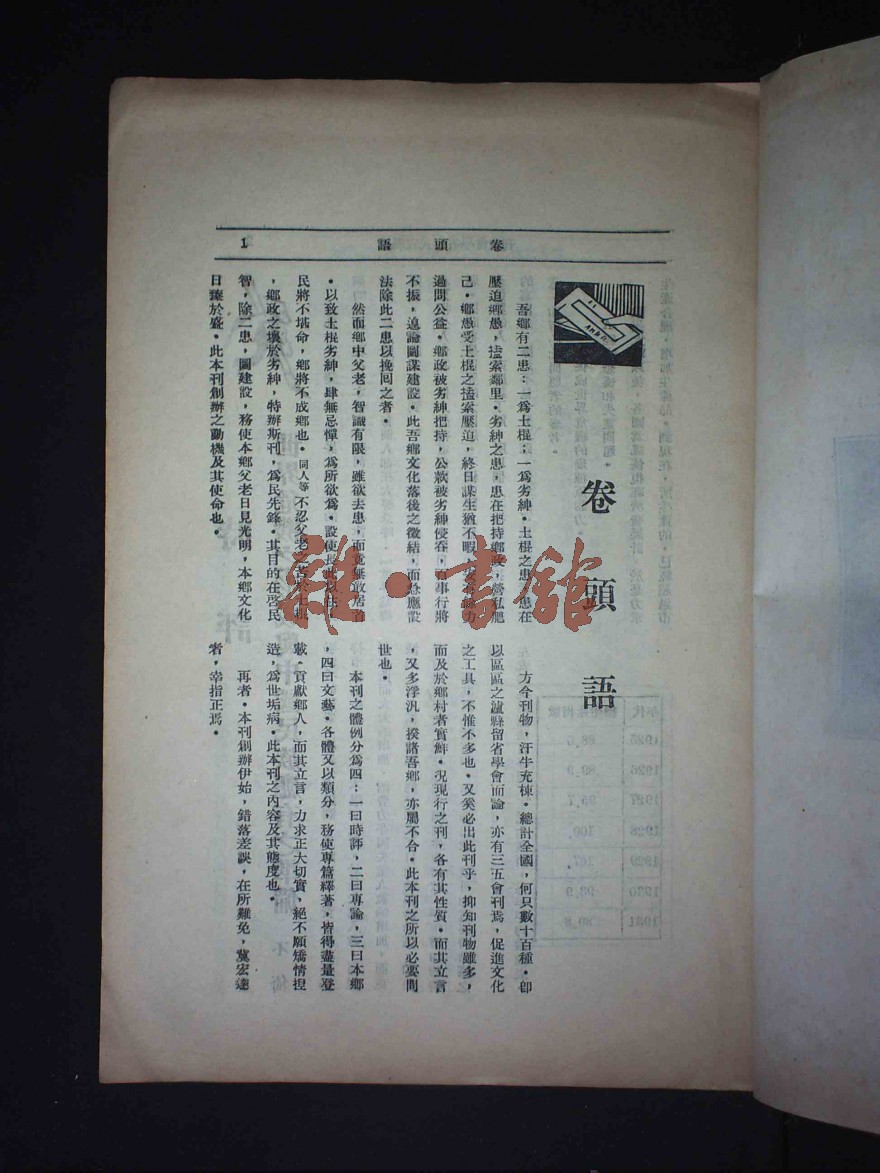 卷頭語 1
卷頭語
吾鄉有二患：一爲土棍；一爲劣紳。土棍之患，患在
壓迫鄉愚，搕索鄰里。劣紳之患，患在把持鄉政，營私肥
己。鄉愚受土棍之搕索壓迫，終日謀生猶不暇，
過問公益。鄉政被劣紳把持，公款被劣紳侵吞，百事行將
不振，遑論圖謀建設。此吾鄉文化落後之徵結，而急應設
法除此二患以挽回之者。
然而鄉中父老，智識有限，雖欲去患，而竟無敢居首
。以致土棍劣紳，肆無忌憚，爲所欲爲。設使長此以往，
民將不堪命，鄉將不成鄉也。同人等不忍父老之苦於土棍
，鄉政之壞於劣紳，特辦斯刊，爲民先鋒。其目的在啓民
智，除二患，圖建設，務使本鄉父老日見光明，本鄉文化
日臻於盛。此本刊創辦之動機及其使命也。
方今刊物，汗牛充棟。總計全國，何只數十百種。卽
以區區之瀘縣留省學會而論，亦有三五會刊焉，促進文化
之工具，不惟不多也。又奚必出此刊乎，抑知刊物雖多，
而及於鄉村者實鮮。况現行之刊，各有其性質。而其立言
，又多浮汎，揆諸吾鄉，亦屬不合。此本刊之所以必要問
世也。
本刊之體例分爲四：一曰時評，二曰專論，三曰本鄉
，四曰文藝。各體又以類分，務使專篇繹著，皆得盡量登
載。貢獻鄉人，而其立言，力求正大切實，絕不願矯情捏
造，爲世垢病。此本刊之內容及其態度也。
再者。本刊創辦伊始，錯落差誤，在所難免，冀宏達
者，幸指正焉。
雜·書館